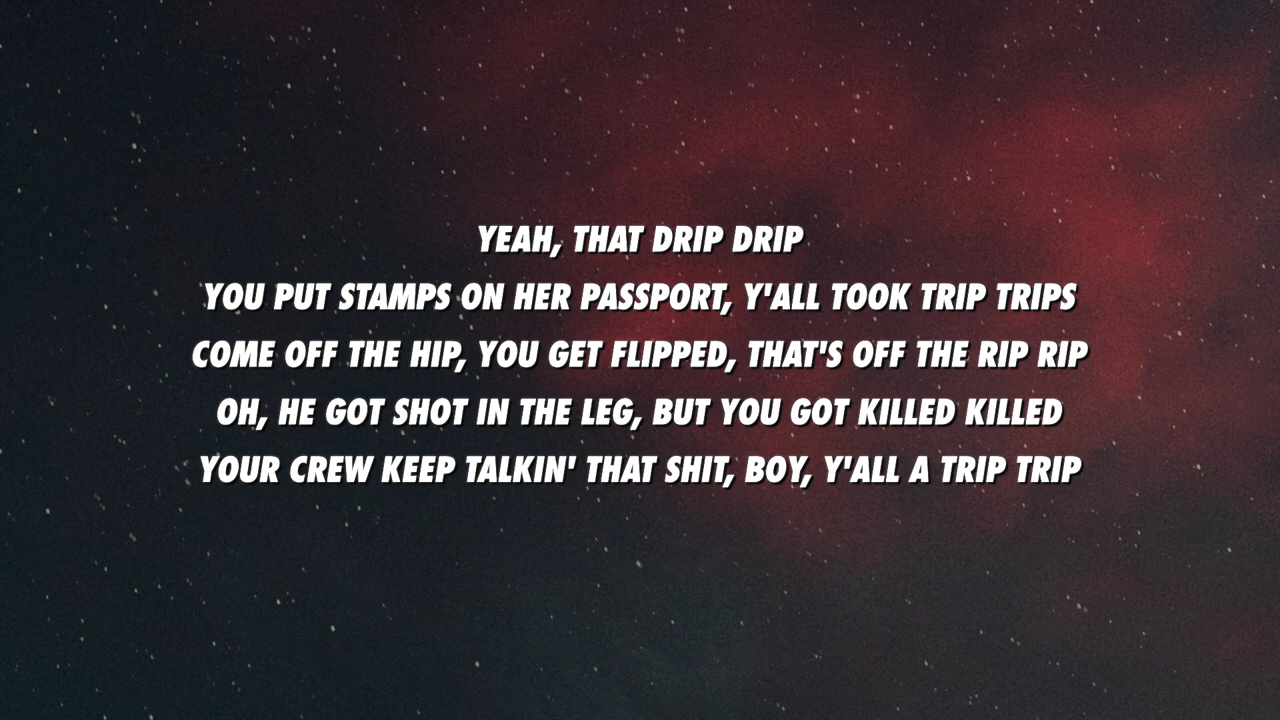 YEAH, THAT DRIP DRIP
YOU PUT STAMPS ON HER PASSPORT, Y'ALL TOOK TRIP TRIPS
COME OFF THE HIP, YOU GET FLIPPED, THAT'S OFF THE RIP RIP
OH, HE GOT SHOT IN THE LEG, BUT YOU GOT KILLED KILLED
YOUR CREW KEEP TALKIN' THAT SHIT, BOY, Y'ALL A TRIP TRIP